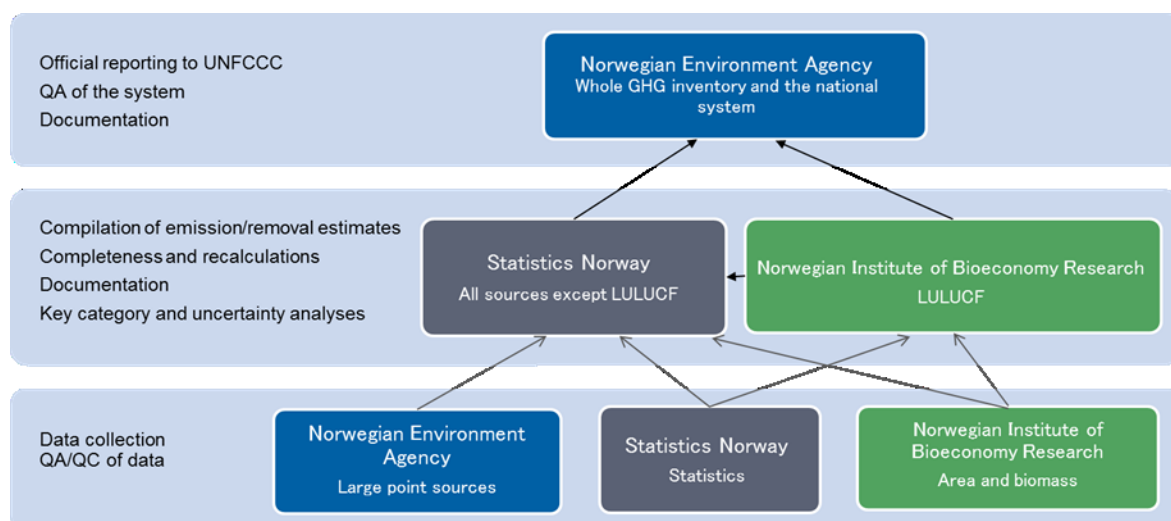 Official reporting to UNFCCC
QA of the system
Documentation
Norwegian Environment Agency
Whole GHG inventory and the national
system
Compilation of emission/removal estimates
Completeness and recalculations
Documentation
Key category and uncertainty analyses
Statistics Norway
All sources except LULUCF
Norwegian Institute of Bioeconomy Research
LULUCF
Data collection
QA/QC of data
Norwegian Environment
Agency
Large point sources
Statistics Norway
Statistics
Norwegian Institute of
Bioeconomy Research
Area and biomass